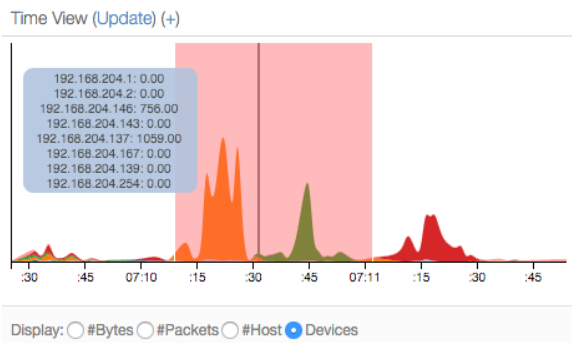 Time View (Update) (+)
192.168.204.1: 0.00
192.168.204.2: 0.00
192.168.204.146: 756.00
192.168.204.143: 0.00
192.168.204.137: 1059.00
192.168.204.167: 0.00
192.168.204.139: 0.00
192.168.204.254: 0.00
:30 :45 07:10 :15 :30 :45 07:11 :15 :30 :45
Display: #Bytes #Packets #Host Devices